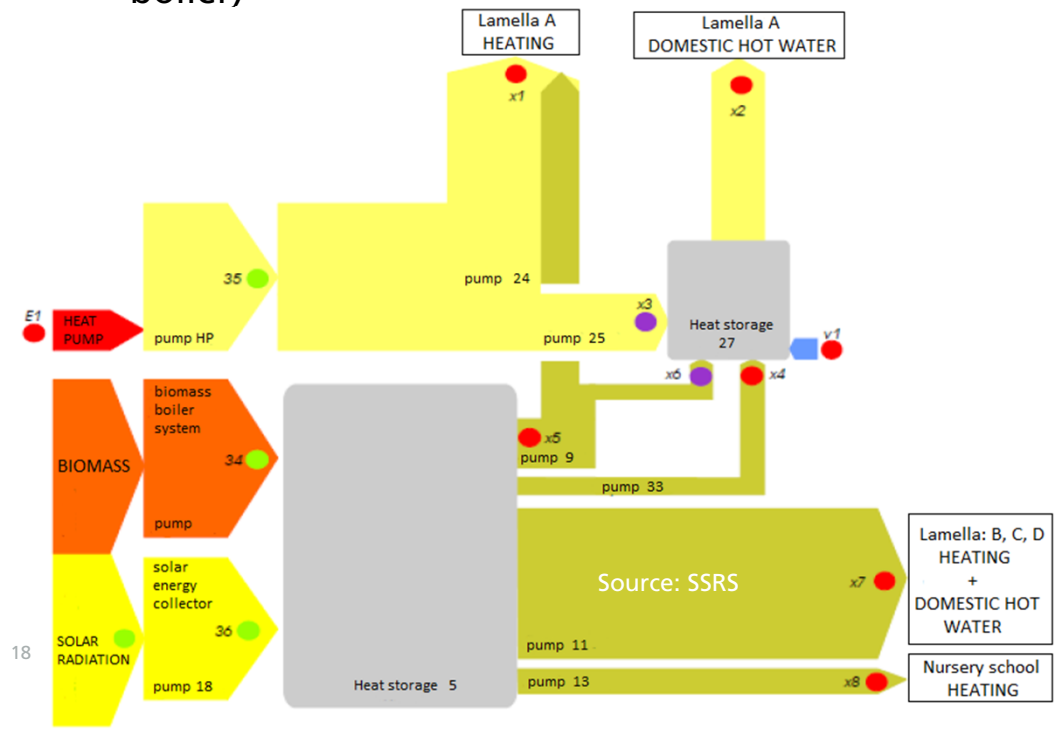 boiler)
Lamella A
HEATING
Lamella A
DOMESTIC HOT WATER
x1
x2
35
pump 24
x3
E1
HEAT
PUMP
pump HP
pump 25
Heat storage
27
v1
x6
x4
biomass
boiler
system
BIOMASS
34
pump
x5
pump 9
pump 33
Lamella: B, C, D
HEATING
+
DOMESTIC HOT
WATER
Source: SSRS
x7
solar
energy
collector
36
SOLAR
RADIATION
18
pump 11
pump 18
Heat storage 5
pump 13
x8
Nursery school
HEATING